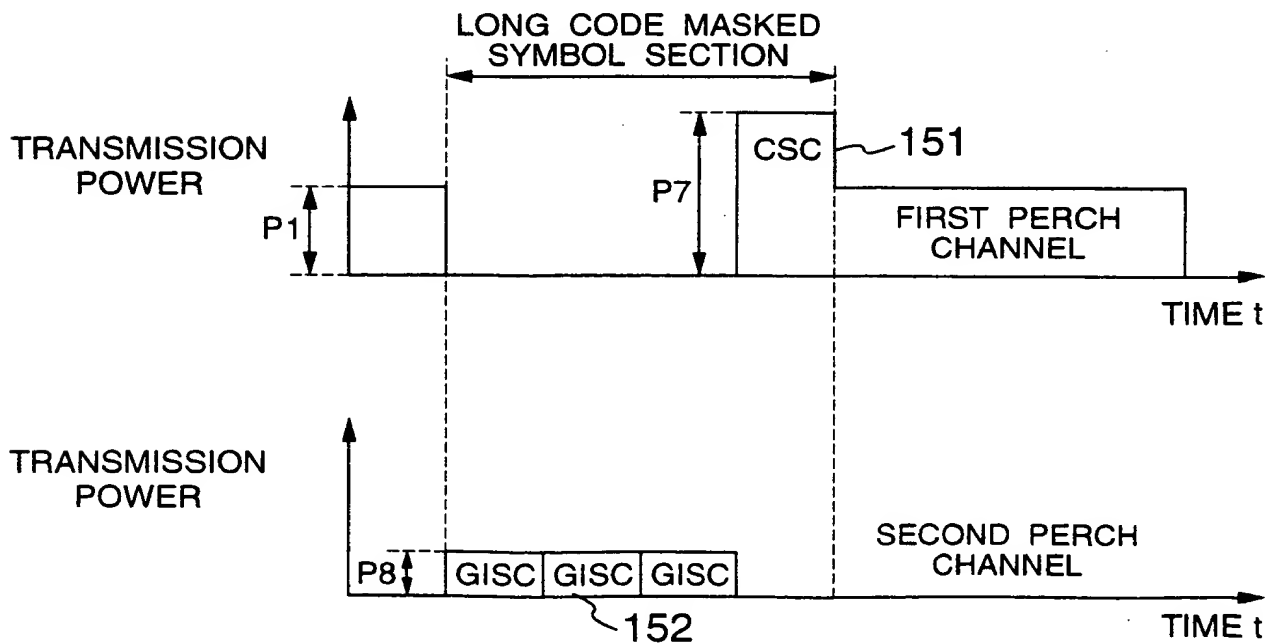 LONG CODE MASKED
SYMBOL SECTION
TRANSMISSION
POWER
P1
P7
CSC
151
FIRST PERCH
CHANNEL
TIME t
TRANSMISSION
POWER
P8
GISC GISC GISC
152
SECOND PERCH
CHANNEL
TIME t